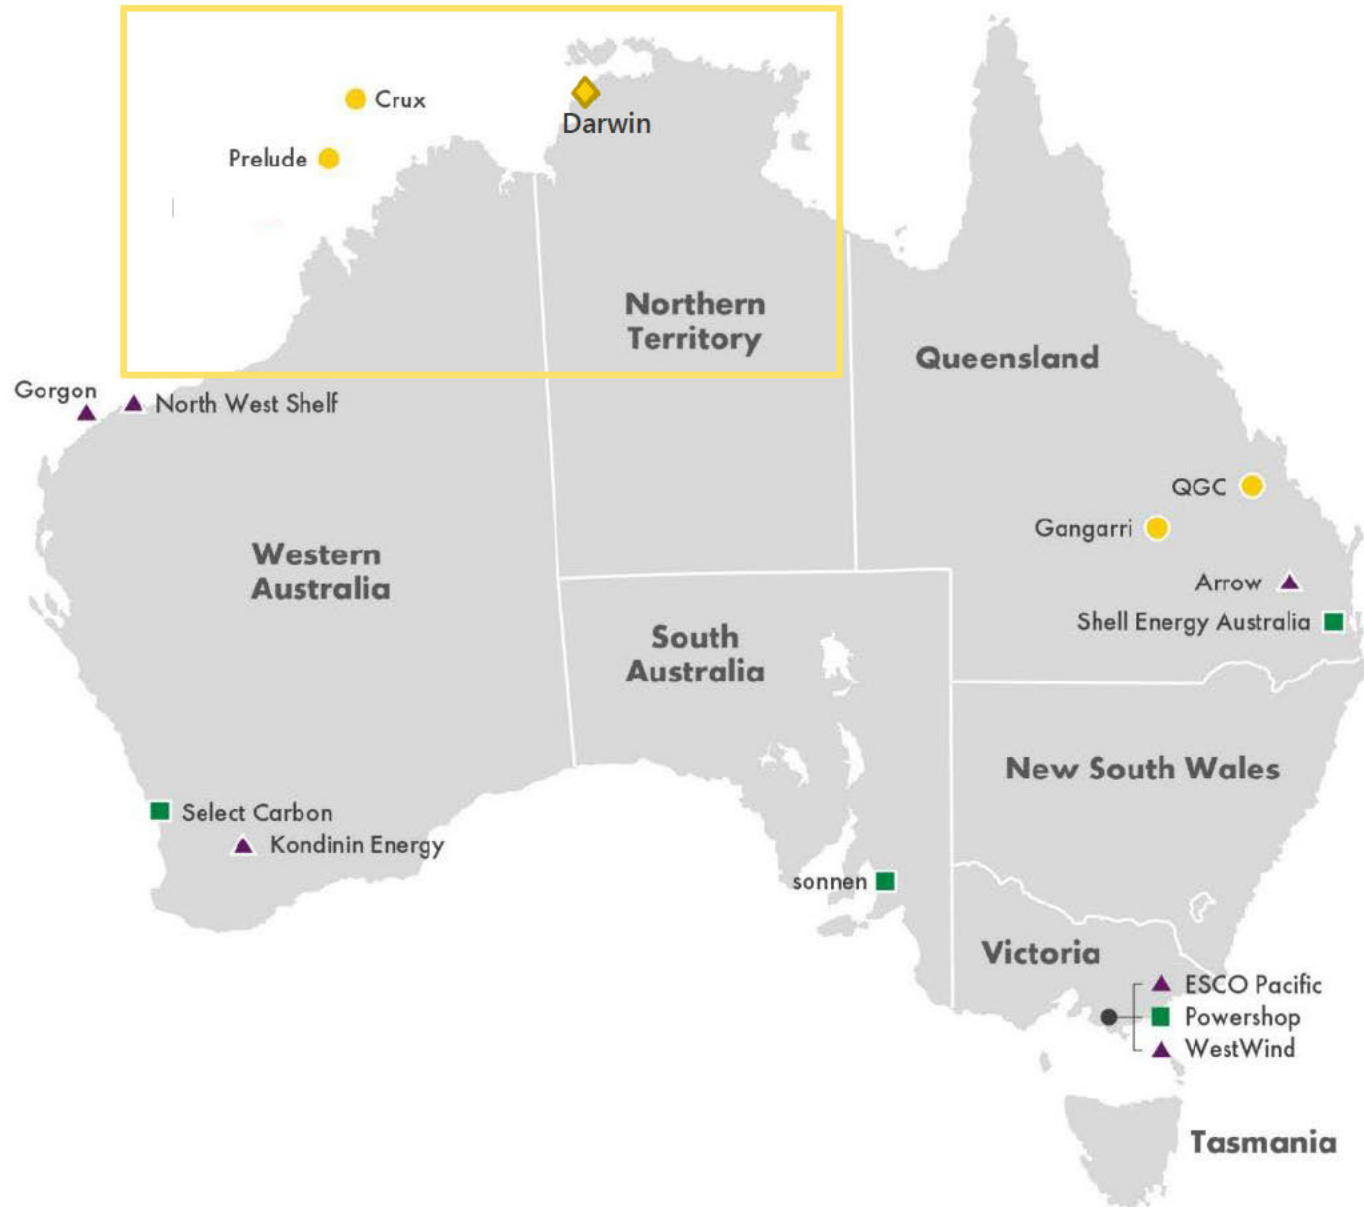 Crux
Darwin
Prelude
Northern
Territory
Queensland
Gorgon
North West Shelf
QGC
Gangarri
Western
Australia
Arrow
Shell Energy Australia
South
Australia
New South Wales
Select Carbon
Kondinin Energy
sonnen
Victoria
ESCO Pacific
Powershop
WestWind
Tasmania